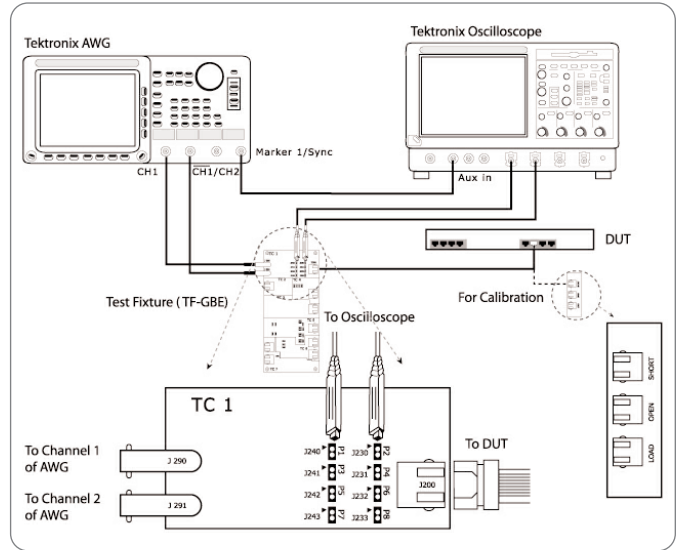 Tektronix AWG
Tektronix Oscilloscope
Marker 1/Sync
CH1
CH1/CH2
Aux in
DUT
TC 1
Test Fixture (TF-GBE)
For Calibration
To Oscilloscope
SHORT
OPEN
LOAD
TC 1
To Channel 1
of AWG
J 290
To Channel 2
of AWG
J 291
J240 P1
J230 P2
J241 P3
J231 P4
J242 P5
J232 P6
J243 P7
J233 P8
J200
To DUT